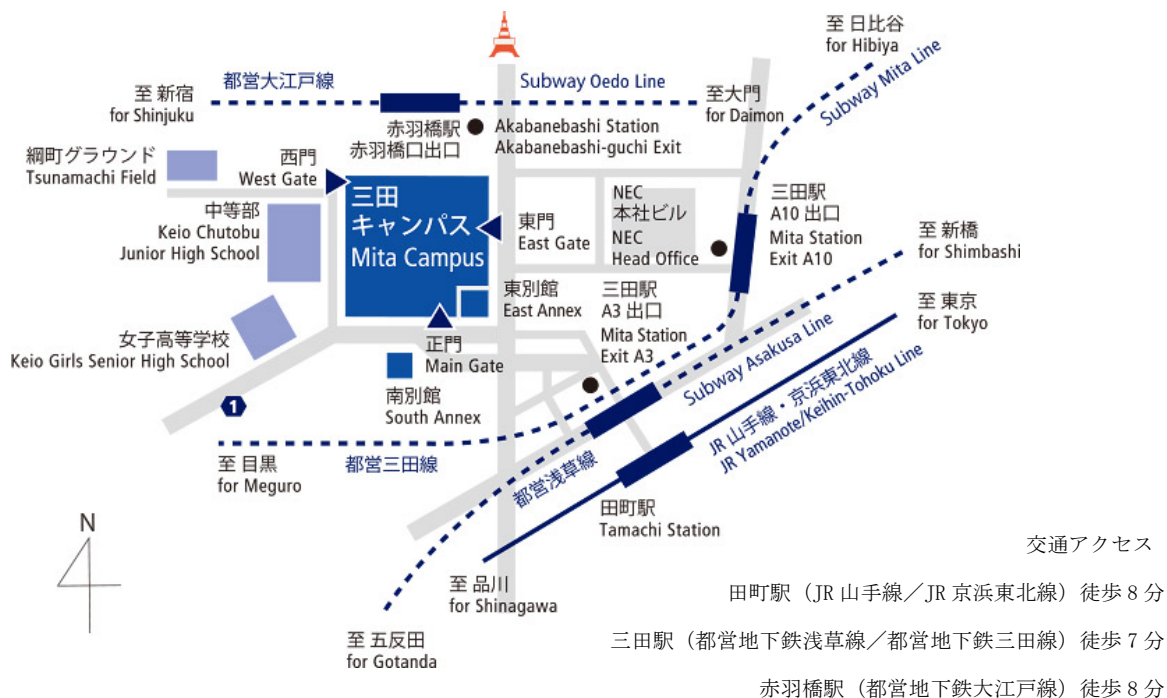 至 日比谷
for Hibiya
Subway Mita Line
都営大江戸線
Subway Oedo Line
至 新宿
for Shinjuku
至大門
for Daimon
赤羽橋駅
赤羽橋口出口
Akabanebashi Station
Akabanebashi-guchi Exit
綱町グラウンド
Tsunamachi Field
西門
West Gate
三田
キャンパス
Mita Campus
中等部
Keio Chutobu
Junior High School
東門
East Gate
NEC
本社ビル
NEC
Head Office
三田駅
A10 出口
Mita Station
Exit A10
至 新橋
for Shimbashi
東別館
East Annex
三田駅
A3 出口
Mita Station
Exit A3
至 東京
for Tokyo
女子高等学校
Keio Girls Senior High School
正門
Main Gate
南別館
South Annex
Subway Asakusa Line
JR 山手線・京浜東北線
JR Yamanote/Keihin-Tohoku Line
1
至 目黒
for Meguro
都営三田線
都営浅草線
田町駅
Tamachi Station
N
至 品川
for Shinagawa
至 五反田
for Gotanda
交通アクセス
田町駅（JR 山手線／JR 京浜東北線）徒歩 8 分
三田駅（都営地下鉄浅草線／都営地下鉄三田線）徒歩 7 分
赤羽橋駅（都営地下鉄大江戸線）徒歩 8 分